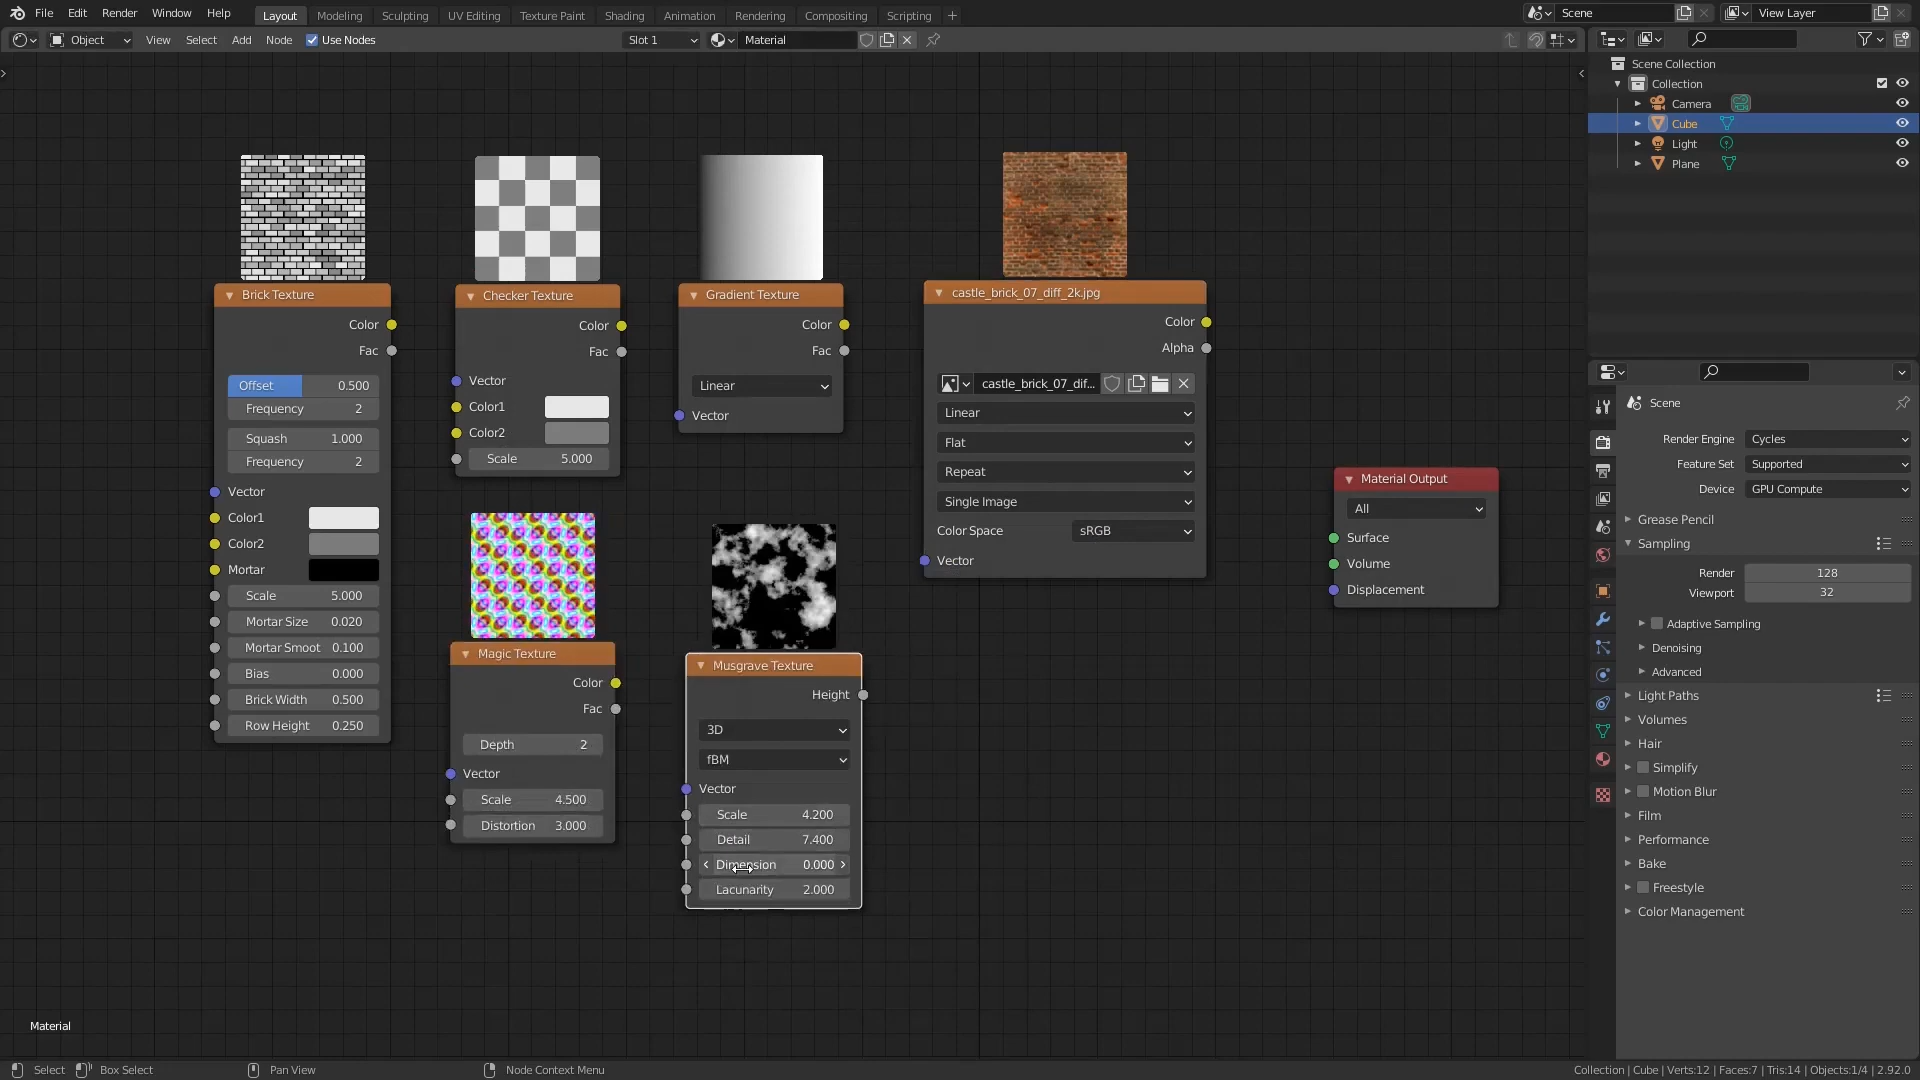 File Edit Render Window Help Layout Modeling Sculpting UV Editing Texture Paint Shading Animation Rendering Compositing Scripting + Scene View Layer
Object View Select Add Node Use Nodes Slot 1 Material
Scene Collection
Collection
Camera
Cube
Light
Plane
Brick Texture
Color
Fac
Offset 0.500
Frequency 2
Squash 1.000
Frequency 2
Vector
Color1
Color2
Mortar
Scale 5.000
Mortar Size 0.020
Mortar Smoot 0.100
Bias 0.000
Brick Width 0.500
Row Height 0.250
Checker Texture
Color
Fac
Vector
Color1
Color2
Scale 5.000
Gradient Texture
Color
Fac
Linear
Vector
castle_brick_07_diff_2k.jpg
Color
Alpha
castle_brick_07_dif...
Linear
Flat
Repeat
Single Image
Color Space sRGB
Vector
Magic Texture
Color
Fac
Depth 2
Vector
Scale 4.500
Distortion 3.000
Musgrave Texture
Height
3D
fBM
Vector
Scale 4.200
Detail 7.400
Dimension 0.000
Lacunarity 2.000
Material Output
All
Surface
Volume
Displacement
Scene
Render Engine Cycles
Feature Set Supported
Device GPU Compute
Grease Pencil
Sampling
Render 128
Viewport 32
Adaptive Sampling
Denoising
Advanced
Light Paths
Volumes
Hair
Simplify
Motion Blur
Film
Performance
Bake
Freestyle
Color Management
Material
Select Box Select Pan View Node Context Menu Collection | Cube | Verts:12 | Faces:7 | Tris:14 | Objects:1/4 | 2.92.0